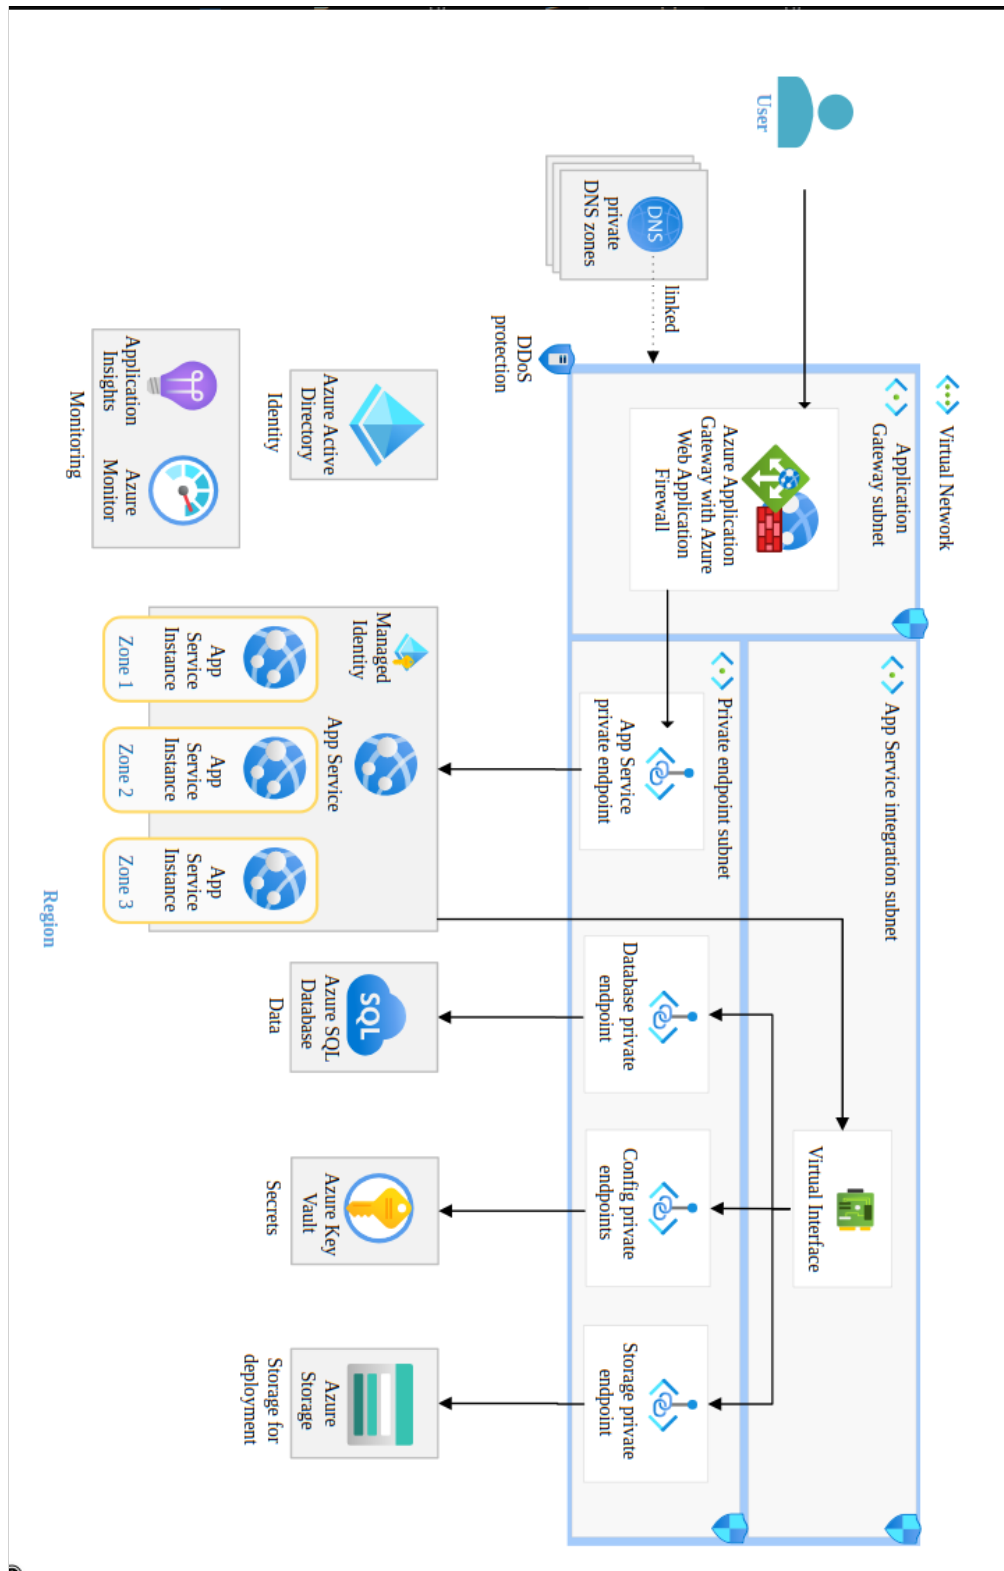 User
DNS
private
DNS zones
linked
DDoS
protection
Virtual Network
Application
Gateway subnet
Azure Application
Gateway with Azure
Web Application
Firewall
App Service integration subnet
Virtual Interface
Private endpoint subnet
App Service
private endpoint
Database private
endpoint
Config private
endpoints
Storage private
endpoint
Azure Active
Directory
Identity
Application
Insights
Azure
Monitor
Monitoring
Managed
Identity
App Service
App
Service
Instance
Zone 1
App
Service
Instance
Zone 2
App
Service
Instance
Zone 3
SQL
Azure SQL
Database
Data
Azure Key
Vault
Secrets
Azure
Storage
Storage for
deployment
Region